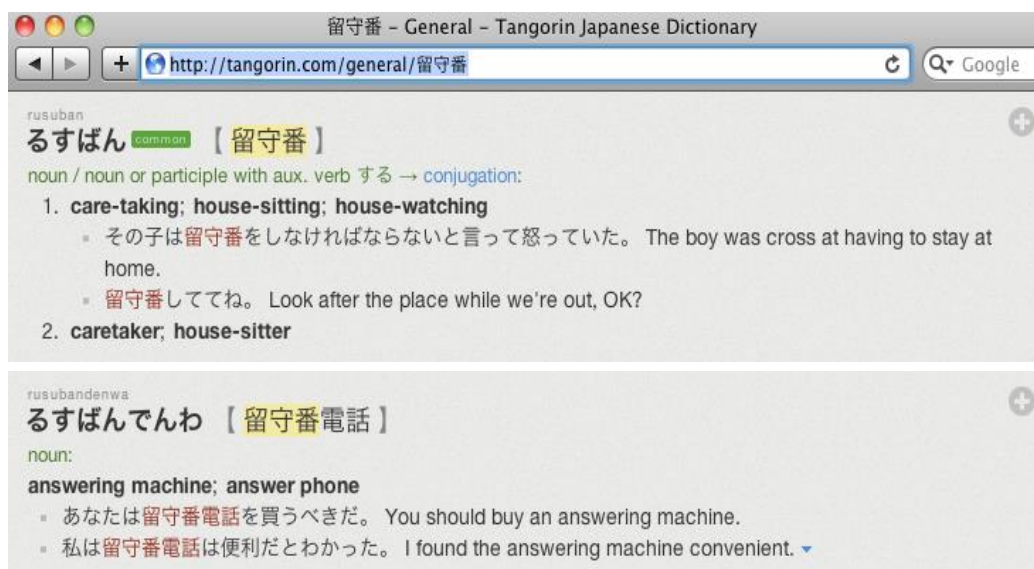 留守番 – General – Tangorin Japanese Dictionary
http://tangorin.com/general/留守番
Google
rusuban
るすばん common 【 留守番 】
noun / noun or participle with aux. verb する → conjugation:
1. care-taking; house-sitting; house-watching
その子は留守番をしなければならないと言って怒っていた。 The boy was cross at having to stay at
home.
留守番しててね。 Look after the place while we're out, OK?
2. caretaker; house-sitter
rusubandenwa
るすばんでんわ 【 留守番電話 】
noun:
answering machine; answer phone
あなたは留守番電話を買うべきだ。 You should buy an answering machine.
私は留守番電話は便利だとわかった。 I found the answering machine convenient.